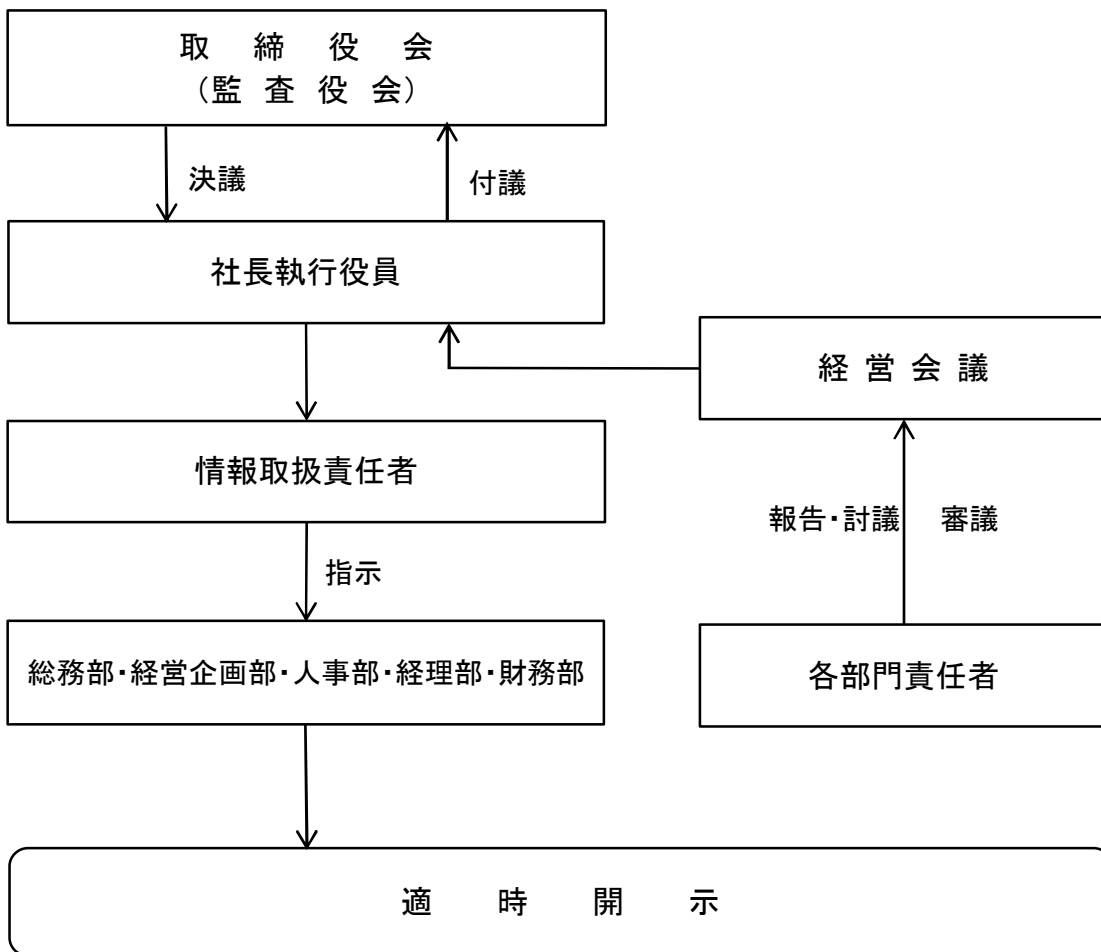 取締役会
(監査役会)
決議
付議
社長執行役員
経営会議
情報取扱責任者
報告・討議 審議
指示
総務部・経営企画部・人事部・経理部・財務部
各部門責任者
適時開示